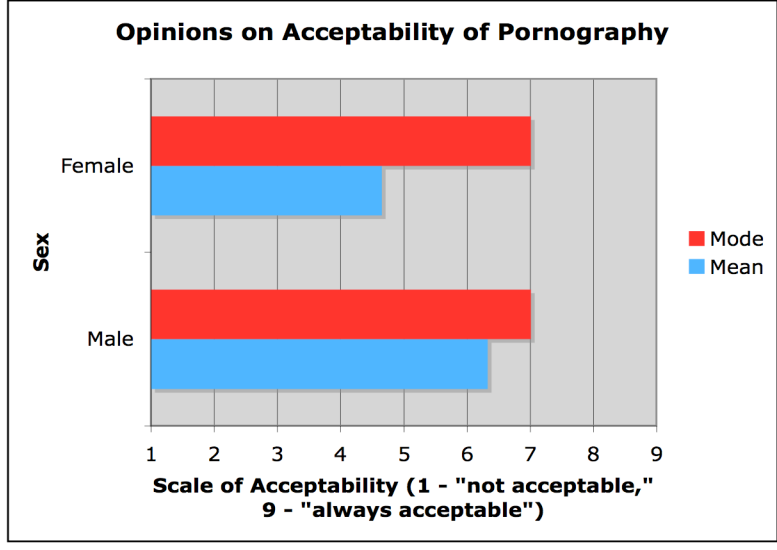 Opinions on Acceptability of Pornography
Sex
Female
Male
Mode
Mean
1 2 3 4 5 6 7 8 9
Scale of Acceptability (1 - "not acceptable,"
9 - "always acceptable")